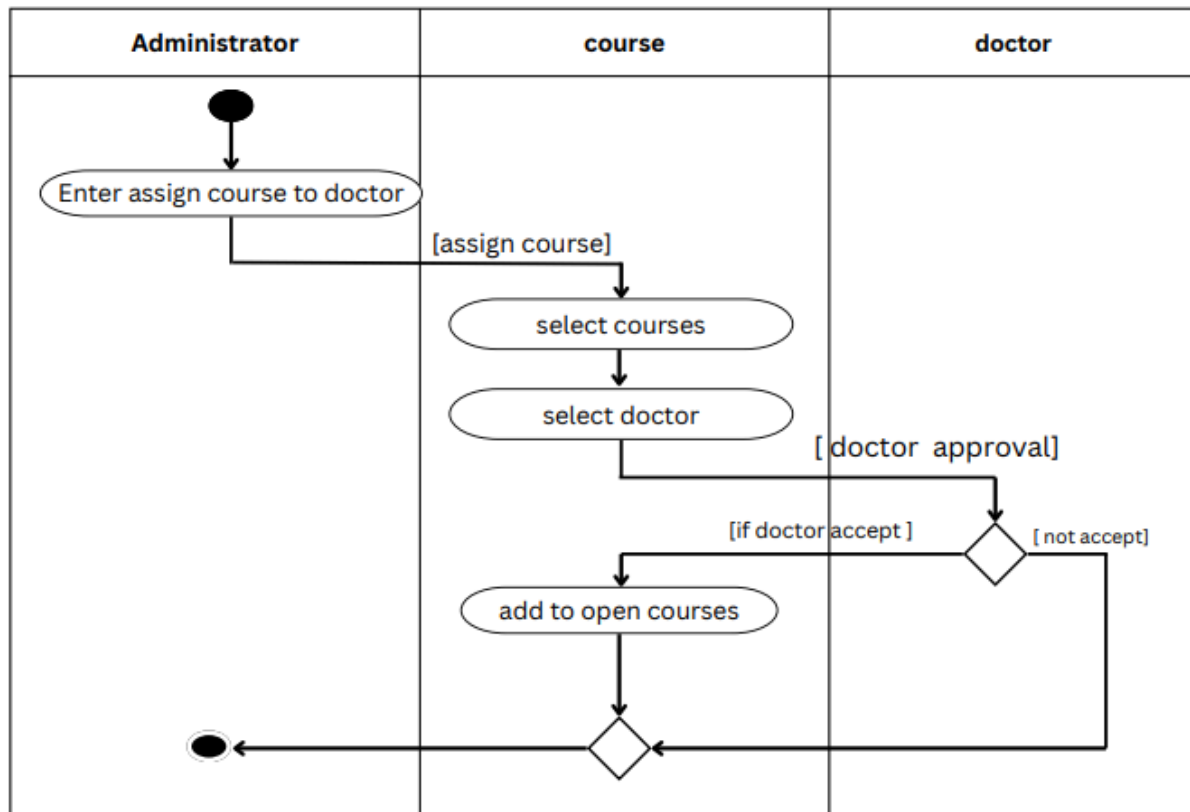 Administrator
course
doctor
Enter assign course to doctor
[assign course]
select courses
select doctor
[ doctor approval]
[if doctor accept ]
[ not accept]
add to open courses